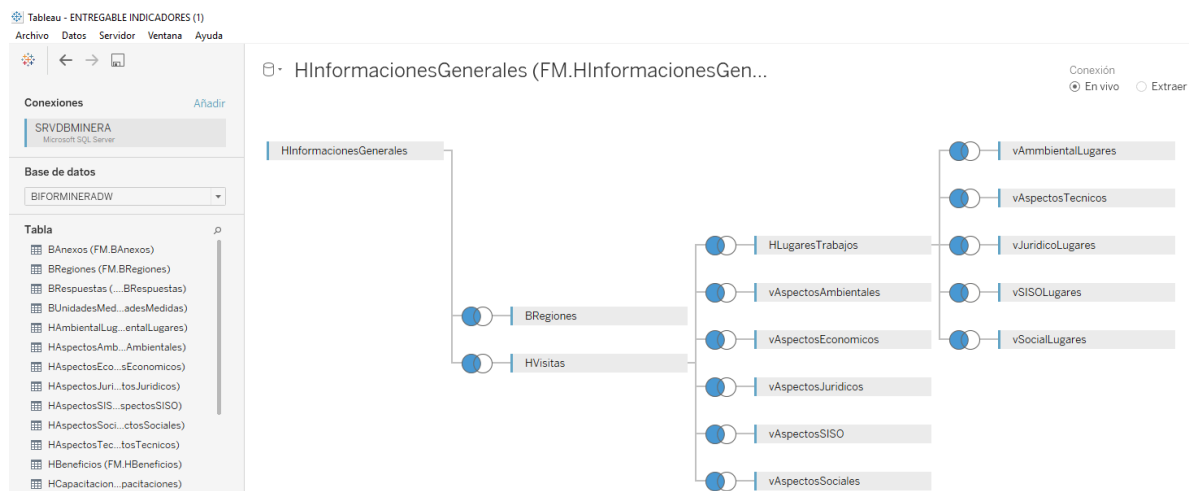 Tableau - ENTREGABLE INDICADORES (1)
Archivo Datos Servidor Ventana Ayuda
Conexiones Añadir
SRVDBMINERA
Microsoft SQL Server
Base de datos
BIFORMINERADW
Tabla
BAnexos (FM.BAnexos)
BRegiones (FM.BRegiones)
BRespuestas (....BRespuestas)
BUnidadesMed...adesMedidas)
HAmbientalLug...entalLugares)
HAspectosAmb...Ambientales)
HAspectosEco...sEconomicos)
HAspectosJuri...tosJuridicos)
HAspectosSIS...spectosSISO)
HAspectosSoci...ctosSociales)
HAspectosTec...tosTecnicos)
HBeneficios (FM.HBeneficios)
HCapacitacion...pacitaciones)
HInformacionesGenerales (FM.HInformacionesGen...
Conexión
En vivo Extraer
HInformacionesGenerales
BRegiones
HVisitas
HLugaresTrabajos
vAspectosAmbientales
vAspectosEconomicos
vAspectosJuridicos
vAspectosSISO
vAspectosSociales
vAmmbientalLugares
vAspectosTecnicos
vJuridicoLugares
vSISOLugares
vSocialLugares